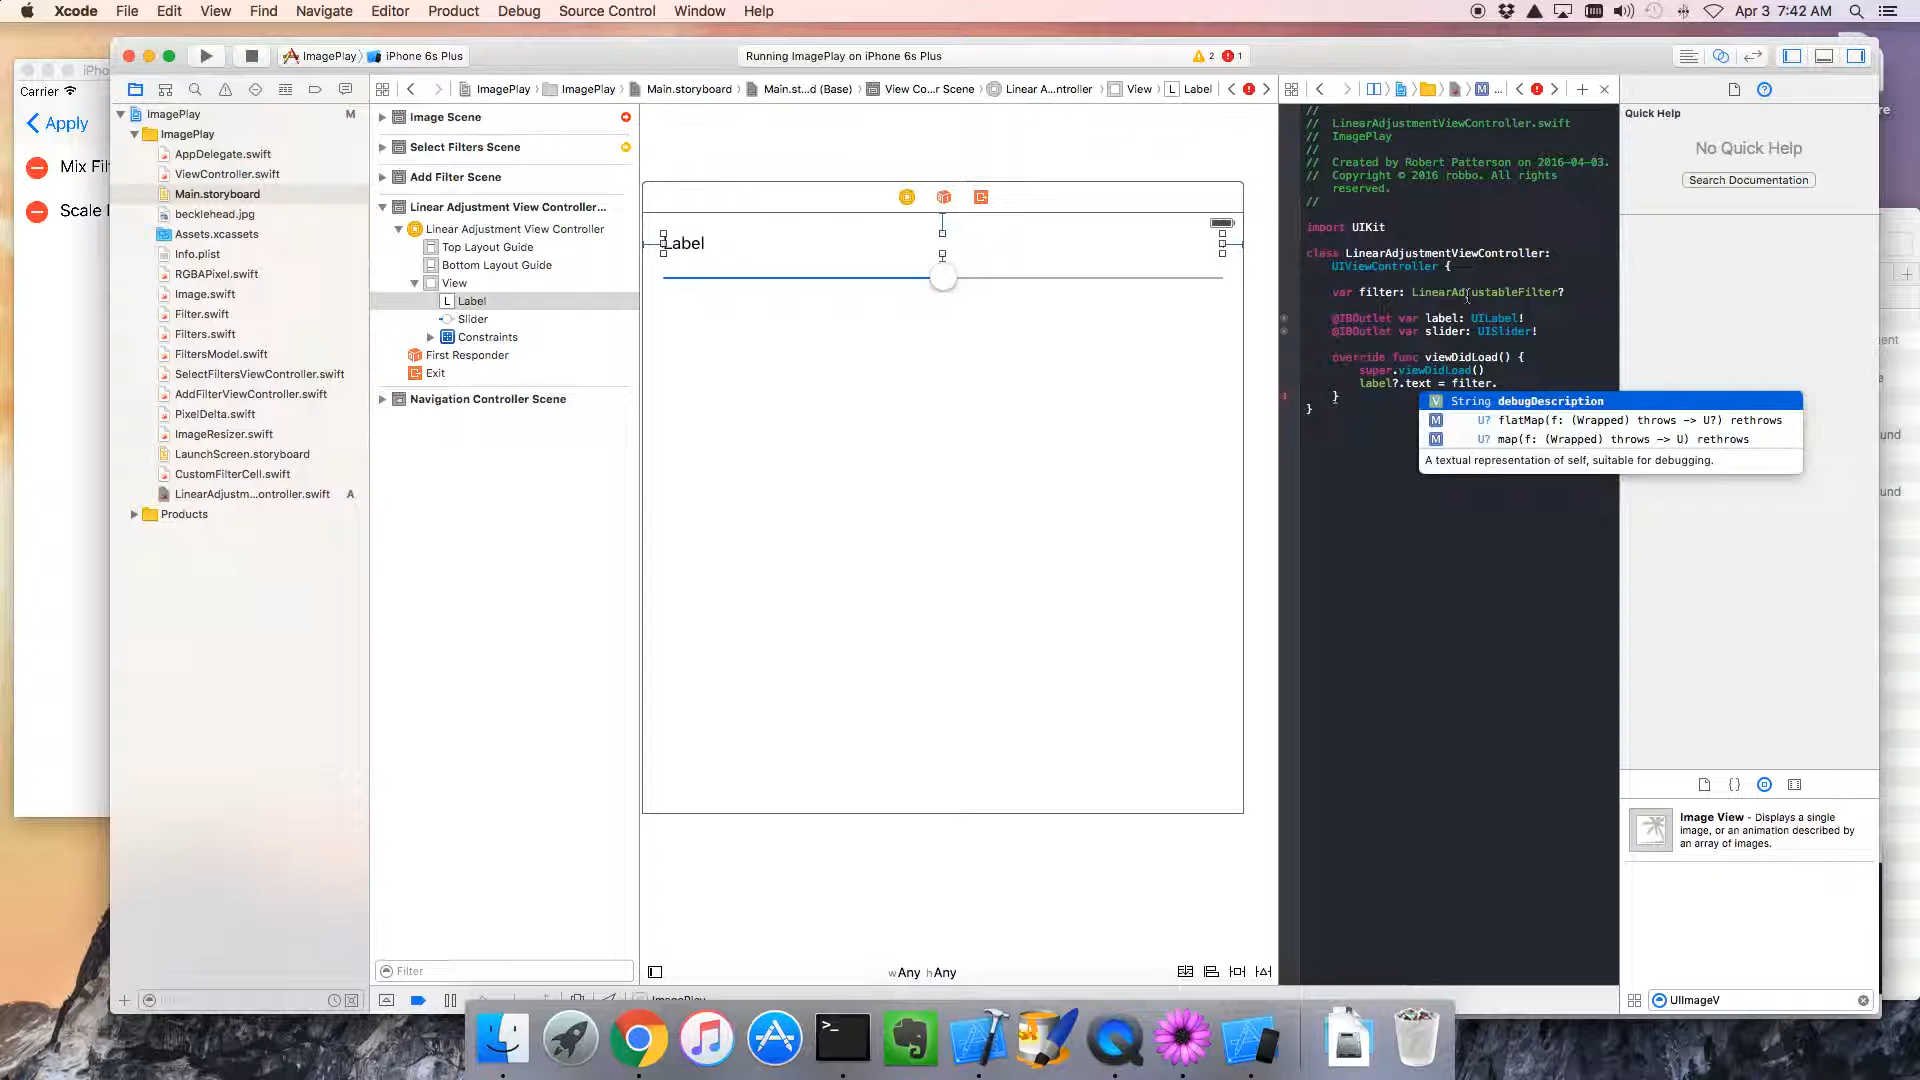 Xcode File Edit View Find Navigate Editor Product Debug Source Control Window Help
Apr 3 7:42 AM
ImagePlay iPhone 6s Plus
Running ImagePlay on iPhone 6s Plus
2 1
iPho
Carrier
Apply
Mix Fil
Scale
ImagePlay M
ImagePlay
AppDelegate.swift
ViewController.swift
Main.storyboard
becklehead.jpg
Assets.xcassets
Info.plist
RGBAPixel.swift
Image.swift
Filter.swift
Filters.swift
FiltersModel.swift
SelectFiltersViewController.swift
AddFilterViewController.swift
PixelDelta.swift
ImageResizer.swift
LaunchScreen.storyboard
CustomFilterCell.swift
LinearAdjustm...ontroller.swift A
Products
ImagePlay ImagePlay Main.storyboard Main.st...d (Base) View Co...r Scene Linear A...ntroller View L Label
Image Scene
Select Filters Scene
Add Filter Scene
Linear Adjustment View Controller...
Linear Adjustment View Controller
Top Layout Guide
Bottom Layout Guide
View
L Label
Slider
Constraints
First Responder
Exit
Navigation Controller Scene
Filter
Label
wAny hAny
ImagePlay
M ...
//
// LinearAdjustmentViewController.swift
// ImagePlay
//
// Created by Robert Patterson on 2016-04-03.
// Copyright © 2016 robbo. All rights
reserved.
//
import UIKit
class LinearAdjustmentViewController:
UIViewController {
var filter: LinearAdjustableFilter?
@IBOutlet var label: UILabel!
@IBOutlet var slider: UISlider!
override func viewDidLoad() {
super.viewDidLoad()
label?.text = filter.
}
}
V String debugDescription
M U? flatMap(f: (Wrapped) throws -> U?) rethrows
M U? map(f: (Wrapped) throws -> U) rethrows
A textual representation of self, suitable for debugging.
Quick Help
No Quick Help
Search Documentation
{ }
Image View - Displays a single
image, or an animation described by
an array of images.
UIImageV